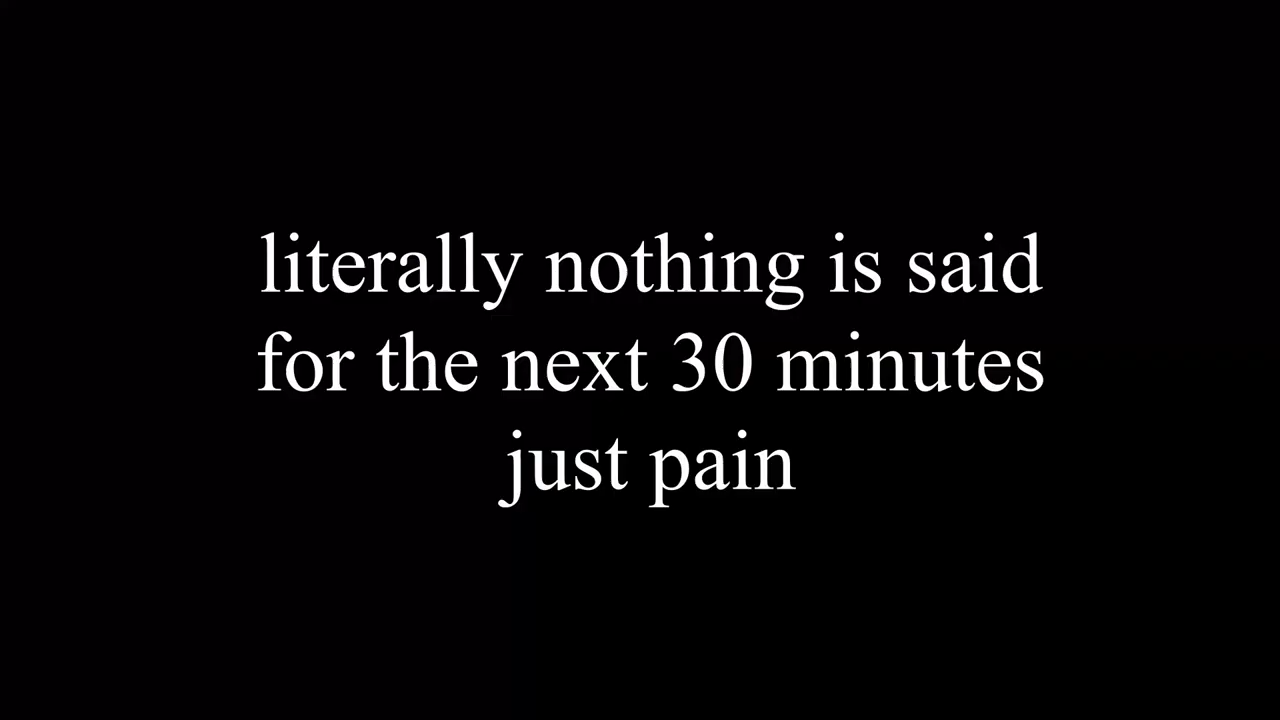 literally nothing is said
for the next 30 minutes
just pain